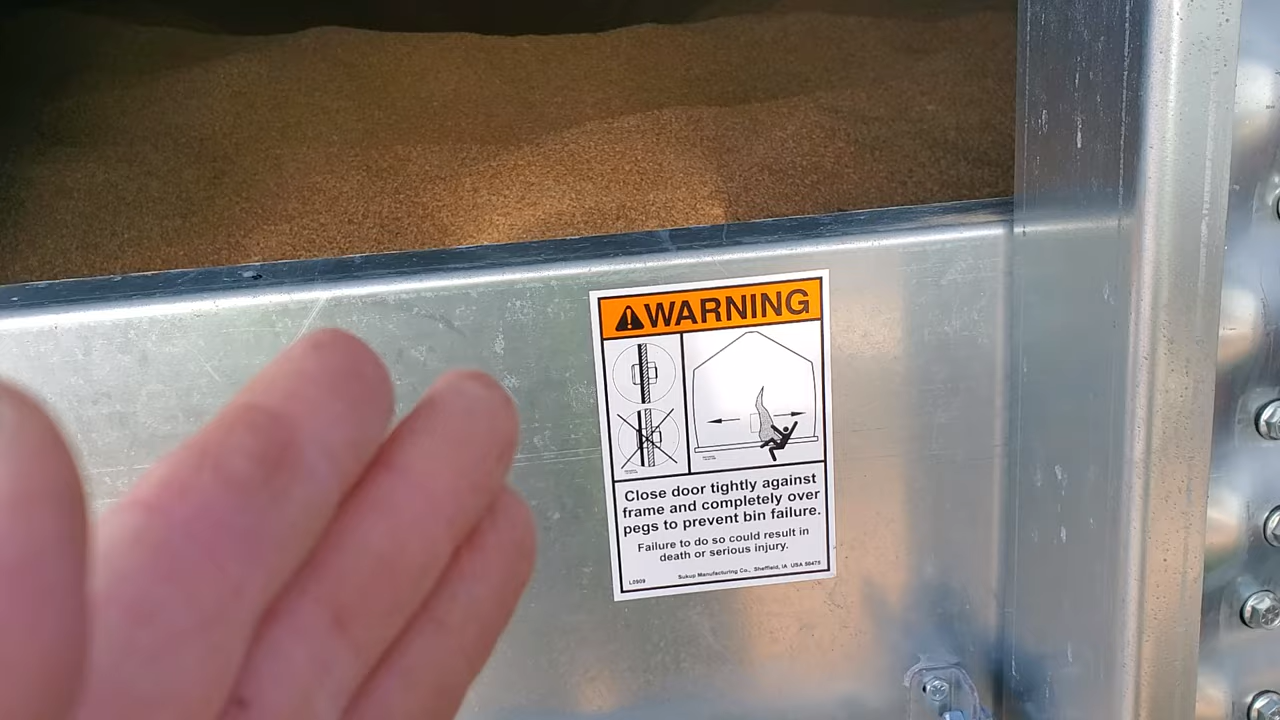 WARNING
Close door tightly against
frame and completely over
pegs to prevent bin failure.
Failure to do so could result in
death or serious injury.
L0909 Sukup Manufacturing Co., Sheffield, IA USA 50475